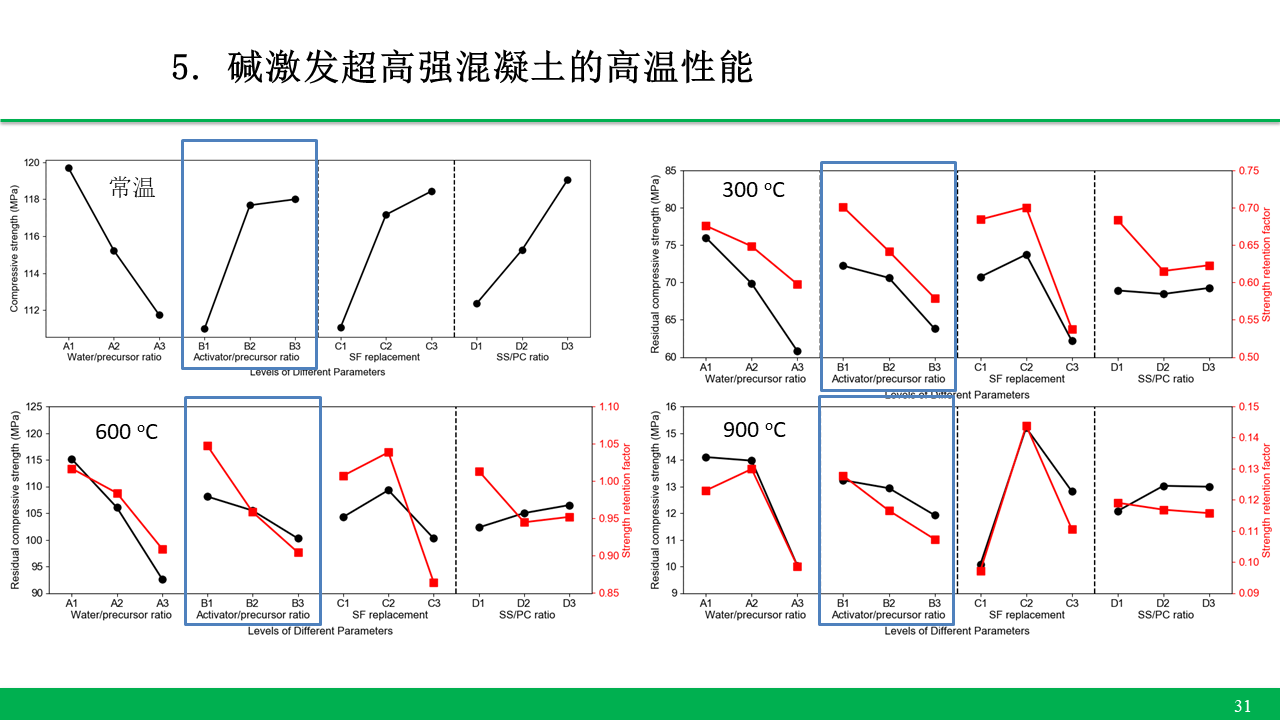 5. 碱激发超高强混凝土的高温性能
常温
Compressive strength (MPa)
120
118
116
114
112
A1 A2 A3 B1 B2 B3 C1 C2 C3 D1 D2 D3
Water/precursor ratio Activator/precursor ratio SF replacement SS/PC ratio
Levels of Different Parameters
300 °C
Residual compressive strength (MPa)
85
80
75
70
65
60
0.75
0.70
0.65
0.60
0.55
0.50
Strength retention factor
A1 A2 A3 B1 B2 B3 C1 C2 C3 D1 D2 D3
Water/precursor ratio Activator/precursor ratio SF replacement SS/PC ratio
Levels of Different Parameters
600 °C
Residual compressive strength (MPa)
125
120
115
110
105
100
95
90
1.10
1.05
1.00
0.95
0.90
0.85
Strength retention factor
A1 A2 A3 B1 B2 B3 C1 C2 C3 D1 D2 D3
Water/precursor ratio Activator/precursor ratio SF replacement SS/PC ratio
Levels of Different Parameters
900 °C
Residual compressive strength (MPa)
16
15
14
13
12
11
10
9
0.15
0.14
0.13
0.12
0.11
0.10
0.09
Strength retention factor
A1 A2 A3 B1 B2 B3 C1 C2 C3 D1 D2 D3
Water/precursor ratio Activator/precursor ratio SF replacement SS/PC ratio
Levels of Different Parameters
31